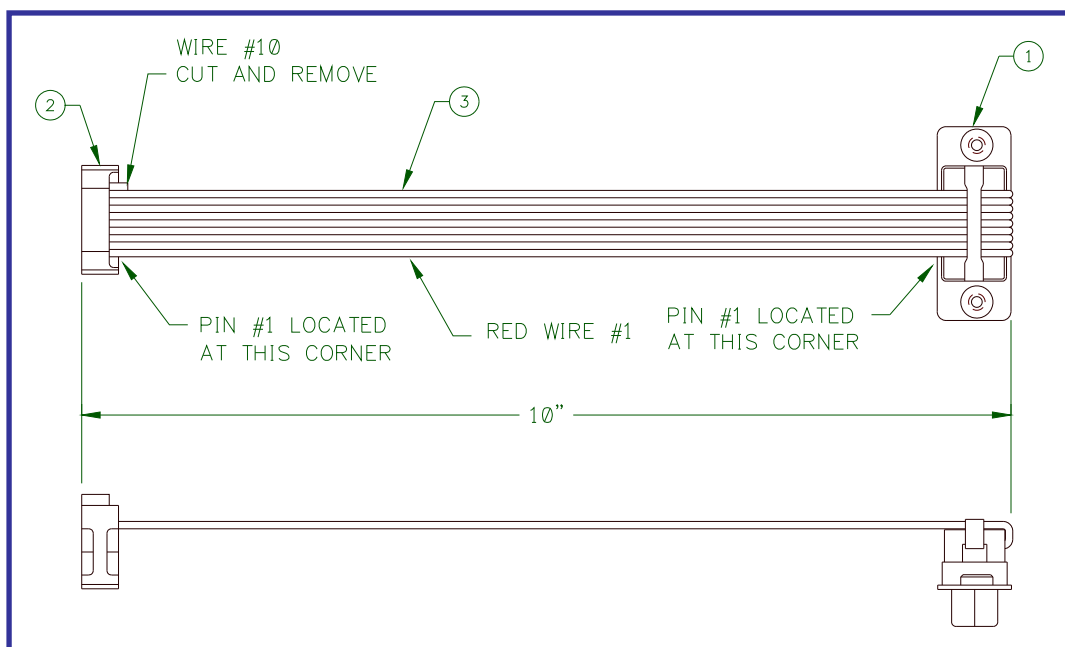 WIRE #10
CUT AND REMOVE
1
2
3
PIN #1 LOCATED
AT THIS CORNER
RED WIRE #1
PIN #1 LOCATED
AT THIS CORNER
10”